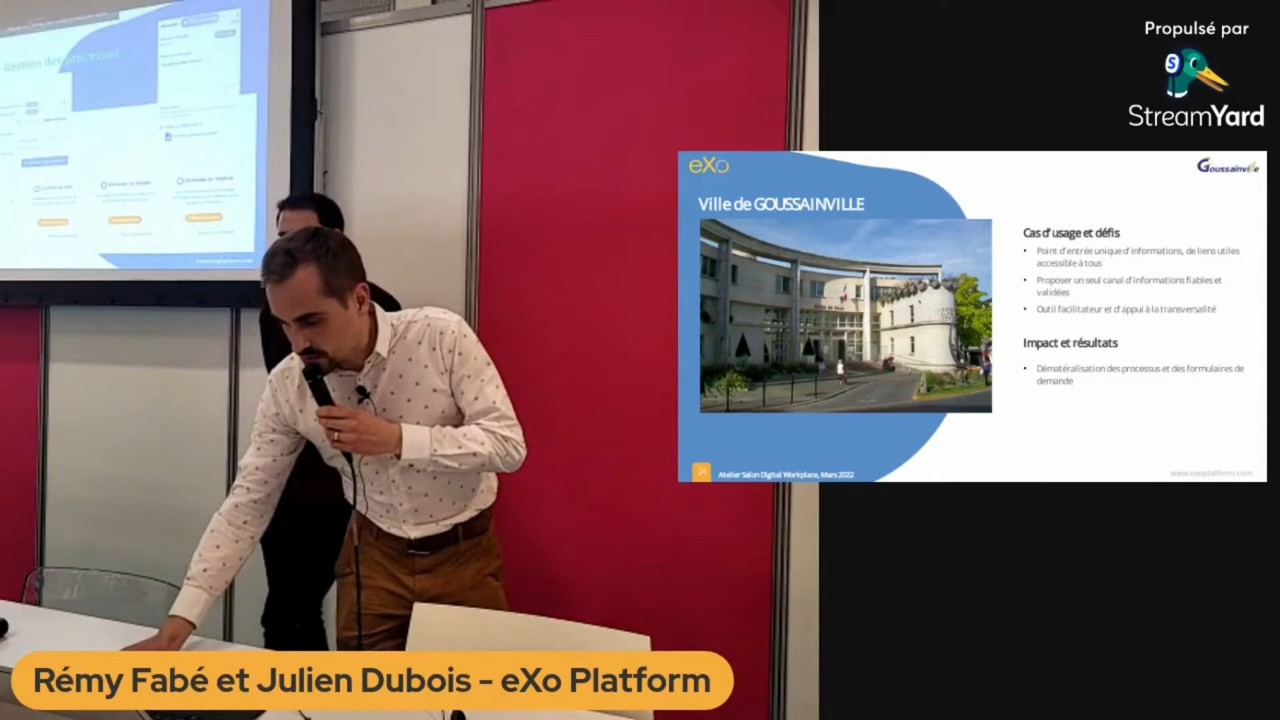 Gestion des processus
Propulsé par
StreamYard
eXo
Goussainville
Ville de GOUSSAINVILLE
Cas d'usage et défis
• Point d'entrée unique d'informations, de liens utiles
accessible à tous
• Proposer un seul canal d'informations fiables et
validées
• Outil facilitateur et d'appui à la transversalité
Impact et résultats
• Dématéralisation des processus et des formulaires de
demande
24
Atelier Salon Digital Workplace, Mars 2022
www.exoplatform.com
Rémy Fabé et Julien Dubois - eXo Platform